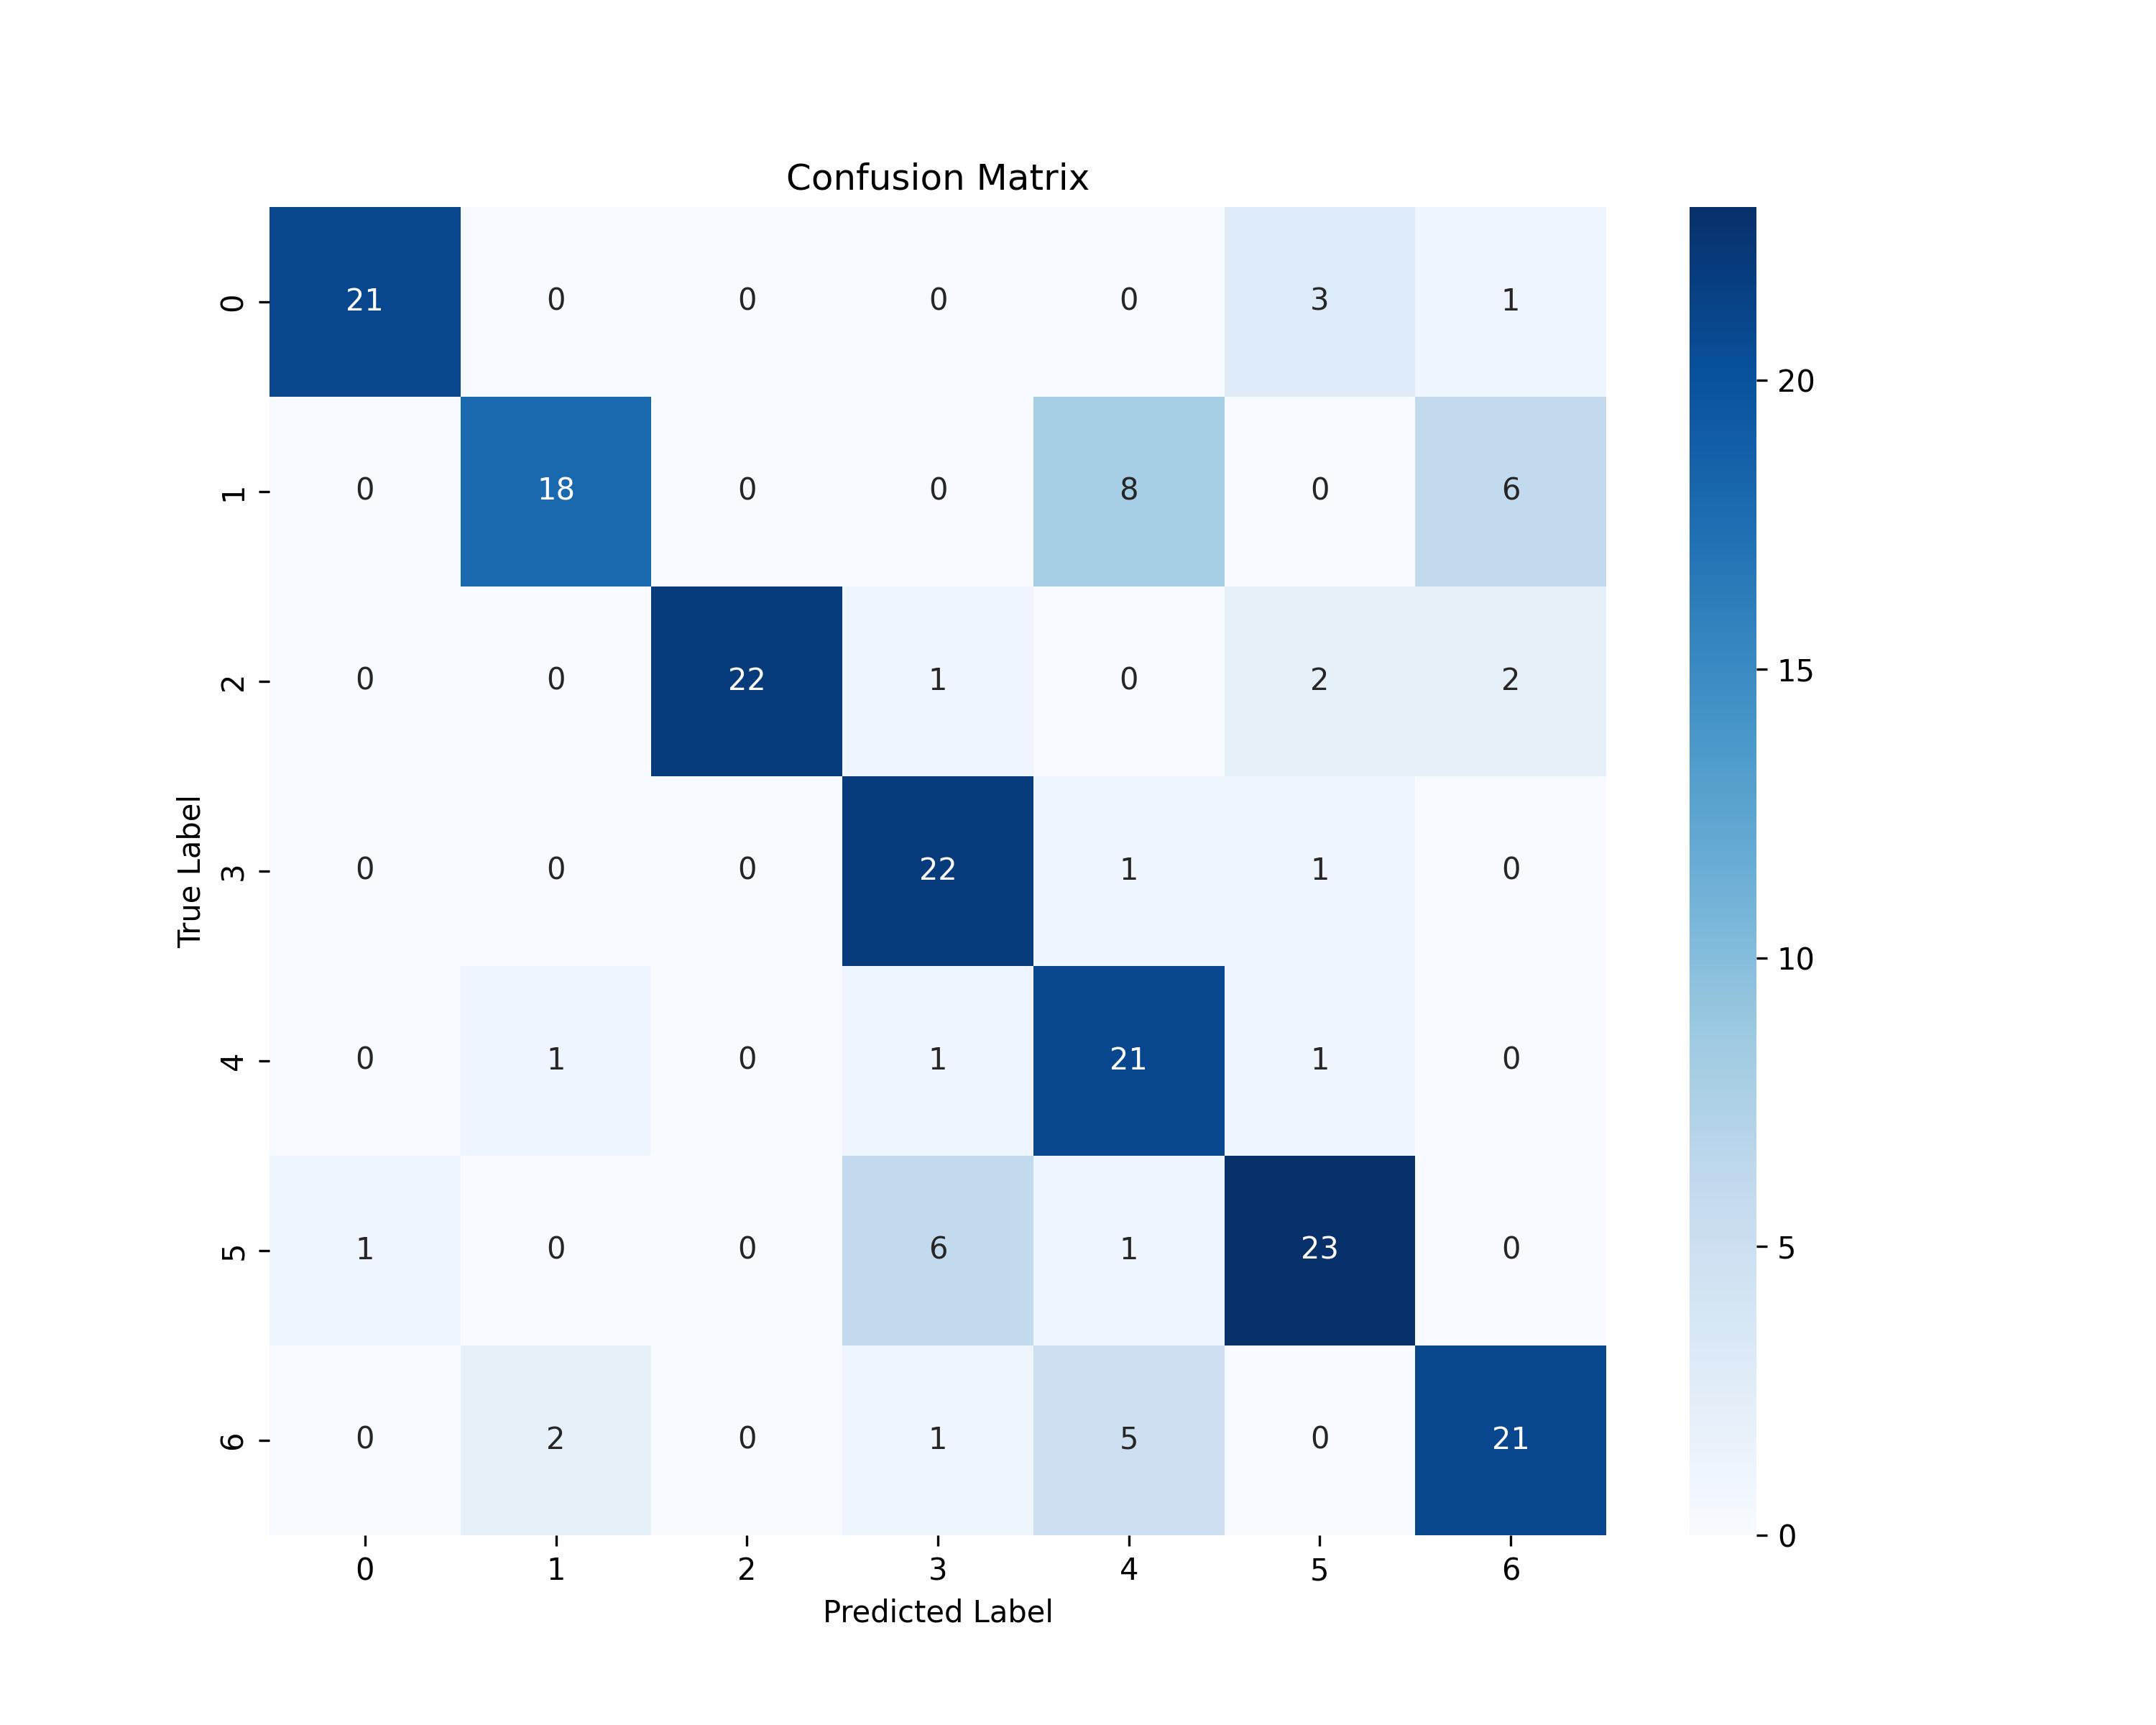 Confusion Matrix
0 21 0 0 0 0 3 1
1 0 18 0 0 8 0 6
2 0 0 22 1 0 2 2
3 0 0 0 22 1 1 0
4 0 1 0 1 21 1 0
5 1 0 0 6 1 23 0
6 0 2 0 1 5 0 21
0 1 2 3 4 5 6
True Label
Predicted Label
20
15
10
5
0